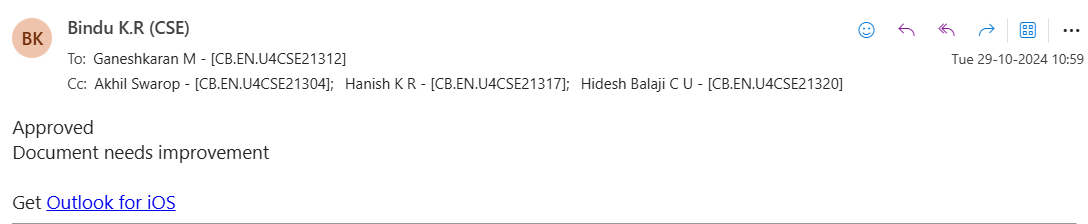 BK
Bindu K.R (CSE)
To: Ganeshkaran M - [CB.EN.U4CSE21312]
Tue 29-10-2024 10:59
Cc: Akhil Swarop - [CB.EN.U4CSE21304]; Hanish K R - [CB.EN.U4CSE21317]; Hidesh Balaji C U - [CB.EN.U4CSE21320]
Approved
Document needs improvement
Get Outlook for iOS